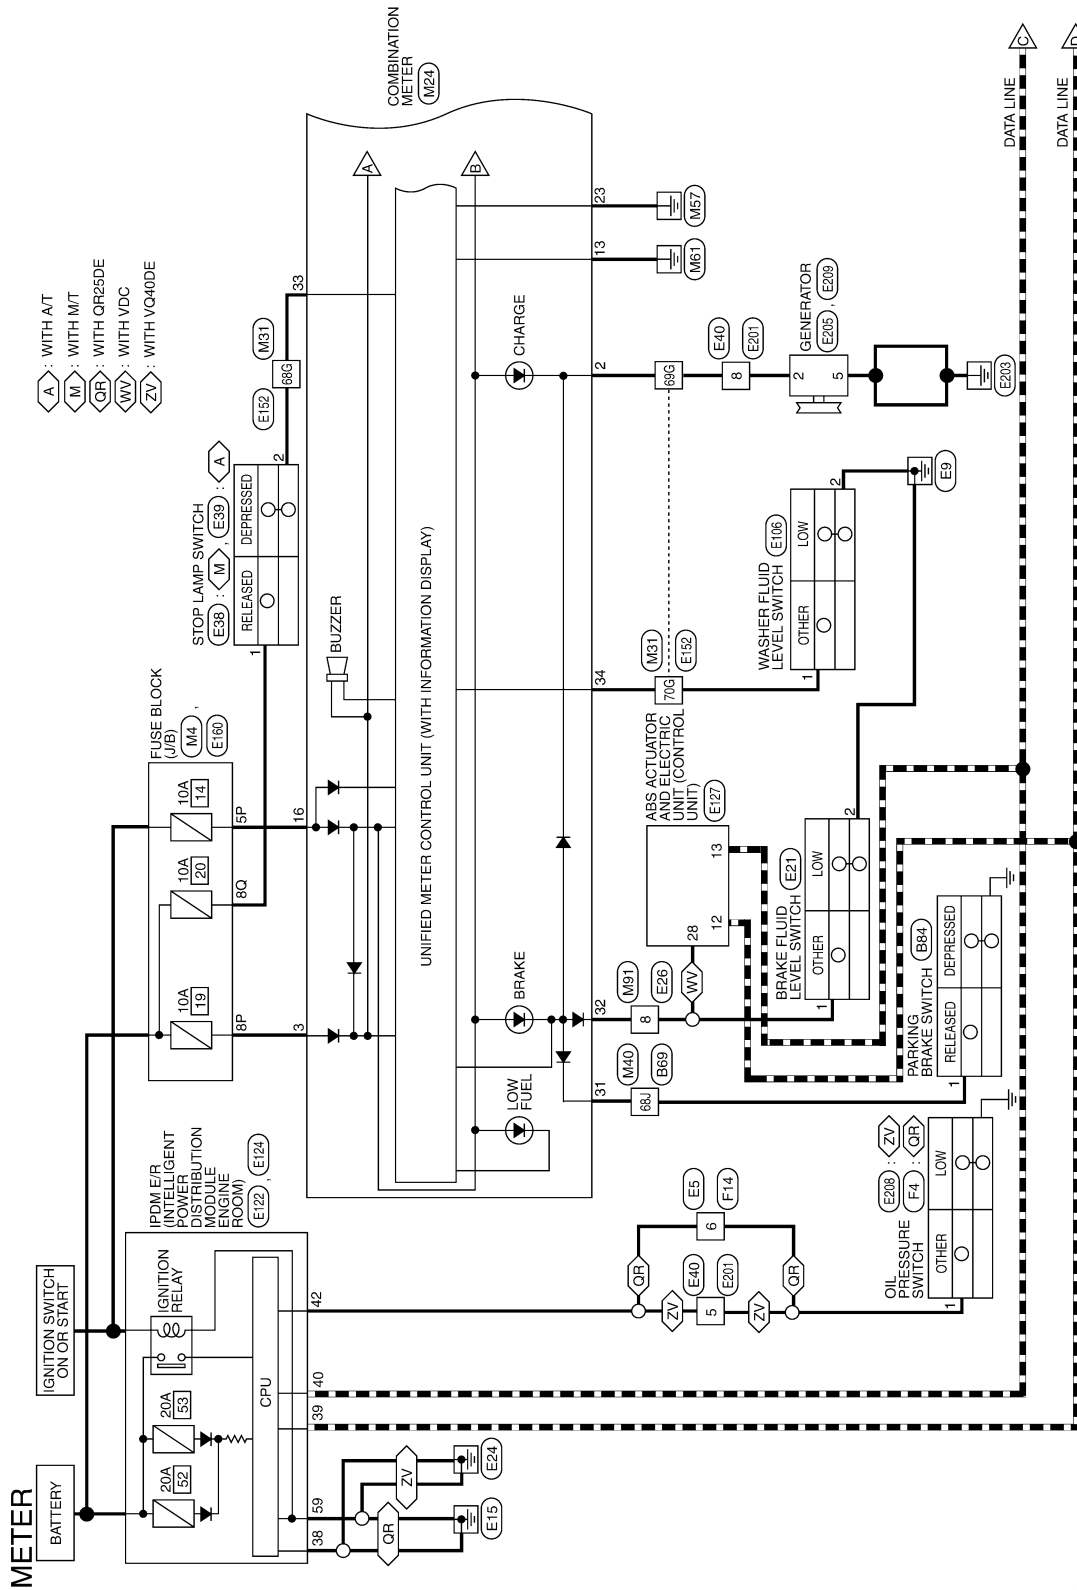 METER
BATTERY
IGNITION SWITCH
ON OR START
A : WITH A/T
M : WITH M/T
QR : WITH QR25DE
WV : WITH VDC
ZV : WITH VQ40DE
IPDM E/R
(INTELLIGENT
POWER
DISTRIBUTION
MODULE
ENGINE
ROOM)
E122 , E124
20A
52
20A
53
IGNITION
RELAY
CPU
38
59
39
40
42
FUSE BLOCK
(J/B)
M4 ,
E160
10A
19
10A
20
10A
14
8P
8Q
5P
STOP LAMP SWITCH
E38 : M , E39 : A
RELEASED
DEPRESSED
1
2
E152
68G
M31
COMBINATION
METER
M24
3
16
33
BUZZER
A
UNIFIED METER CONTROL UNIT (WITH INFORMATION DISPLAY)
B
LOW
FUEL
BRAKE
CHARGE
31
32
34
2
13
23
M61
M57
QR
E15
ZV
E24
QR
6
E5
F14
QR
ZV
5
E40
E201
ZV
OIL
PRESSURE
SWITCH
E208 : ZV
F4 : QR
OTHER
LOW
1
68J
M40
B69
PARKING
BRAKE SWITCH
B84
RELEASED
DEPRESSED
1
8
M91
E26
WV
BRAKE FLUID
LEVEL SWITCH
E21
OTHER
LOW
1
2
ABS ACTUATOR
AND ELECTRIC
UNIT (CONTROL
UNIT)
E127
28
12
13
70G
M31
E152
WASHER FLUID
LEVEL SWITCH
E106
OTHER
LOW
1
2
E9
69G
8
E40
E201
GENERATOR
E205 , E209
2
5
E203
DATA LINE
C
DATA LINE
D